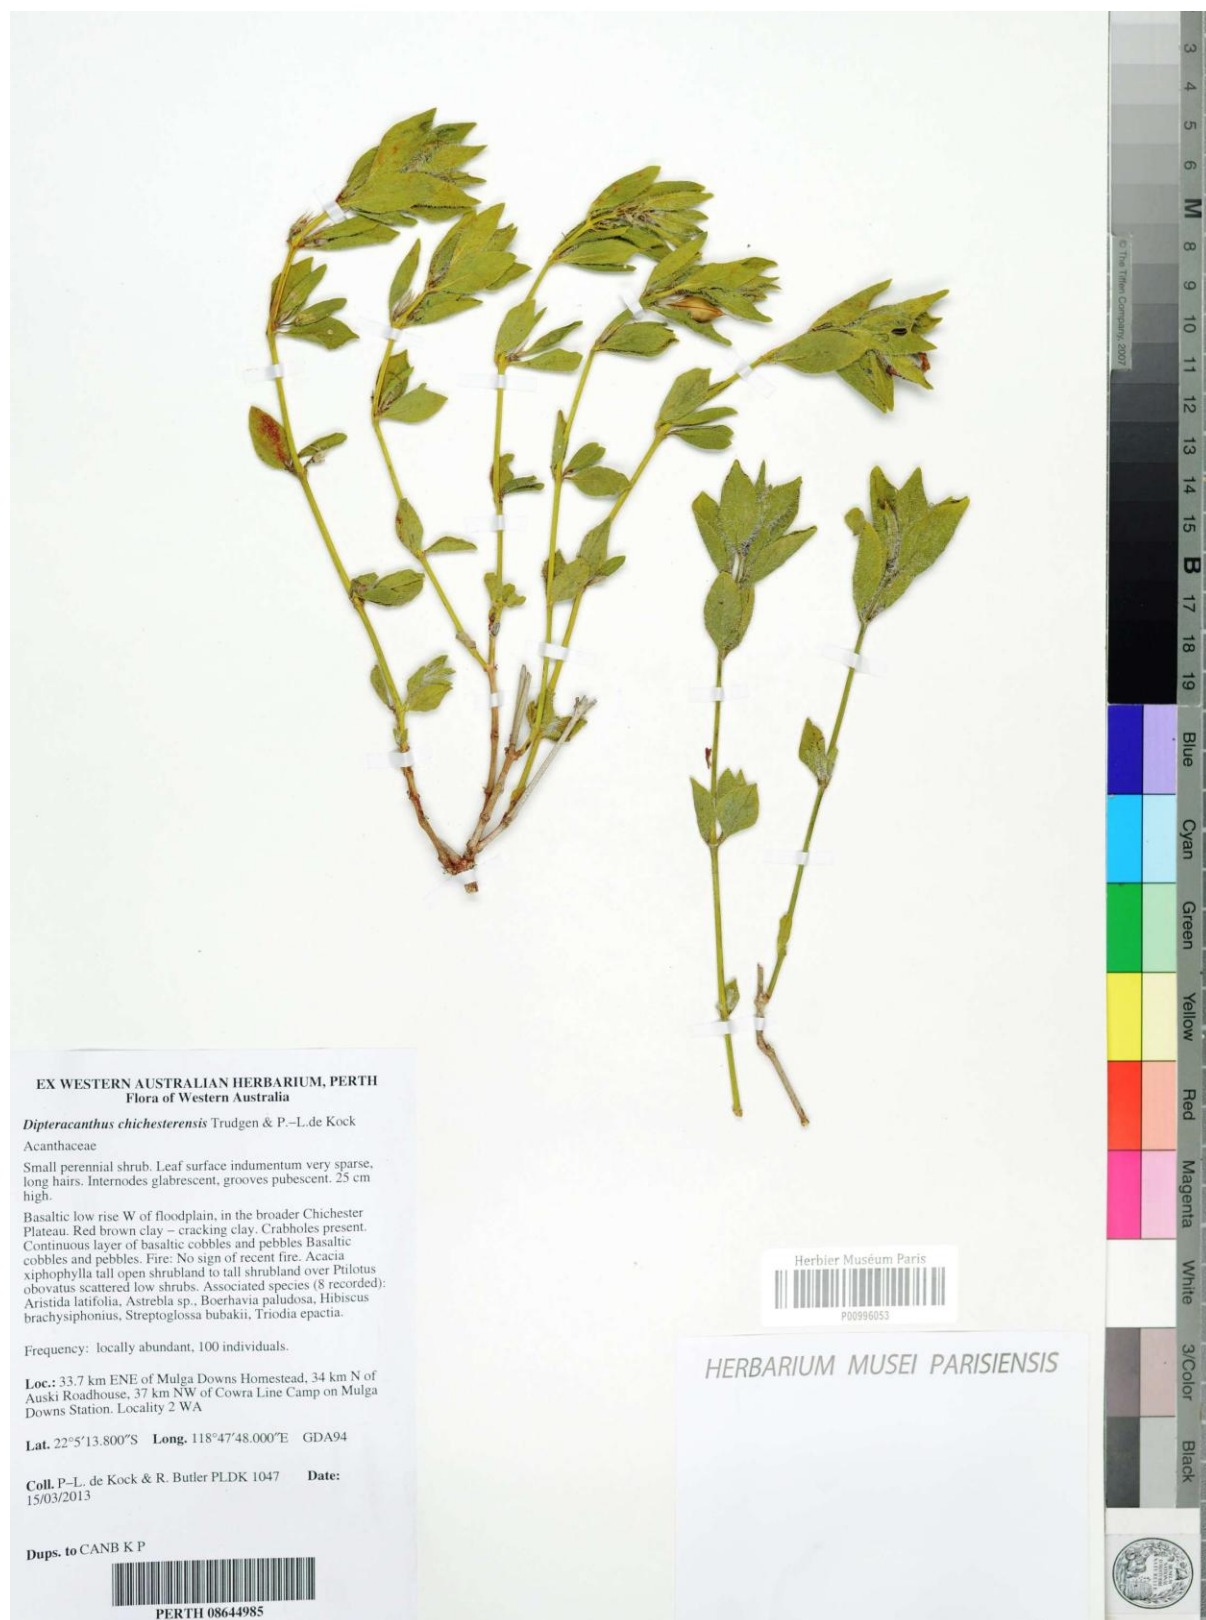 3
4
5
6
M
8
9
10
11
12
13
14
15
B
17
18
19
© The Tiffen Company, 2007
Blue
Cyan
Green
Yellow
Red
Magenta
White
3/Color
Black
EX WESTERN AUSTRALIAN HERBARIUM, PERTH
Flora of Western Australia
Dipteracanthus chichesterensis Trudgen & P.–L.de Kock
Acanthaceae
Small perennial shrub. Leaf surface indumentum very sparse,
long hairs. Internodes glabrescent, grooves pubescent. 25 cm
high.
Basaltic low rise W of floodplain, in the broader Chichester
Plateau. Red brown clay – cracking clay. Crabholes present.
Continuous layer of basaltic cobbles and pebbles Basaltic
cobbles and pebbles. Fire: No sign of recent fire. Acacia
xiphophylla tall open shrubland to tall shrubland over Ptilotus
obovatus scattered low shrubs. Associated species (8 recorded):
Aristida latifolia, Astrebla sp., Boerhavia paludosa, Hibiscus
brachysiphonius, Streptoglossa bubakii, Triodia epactia.
Frequency: locally abundant, 100 individuals.
Loc.: 33.7 km ENE of Mulga Downs Homestead, 34 km N of
Auski Roadhouse, 37 km NW of Cowra Line Camp on Mulga
Downs Station. Locality 2 WA
Lat. 22°5′13.800″S Long. 118°47′48.000″E GDA94
Coll. P–L. de Kock & R. Butler PLDK 1047 Date:
15/03/2013
Dups. to CANB K P
PERTH 08644985
Herbier Muséum Paris
P00996053
HERBARIUM MUSEI PARISIENSIS